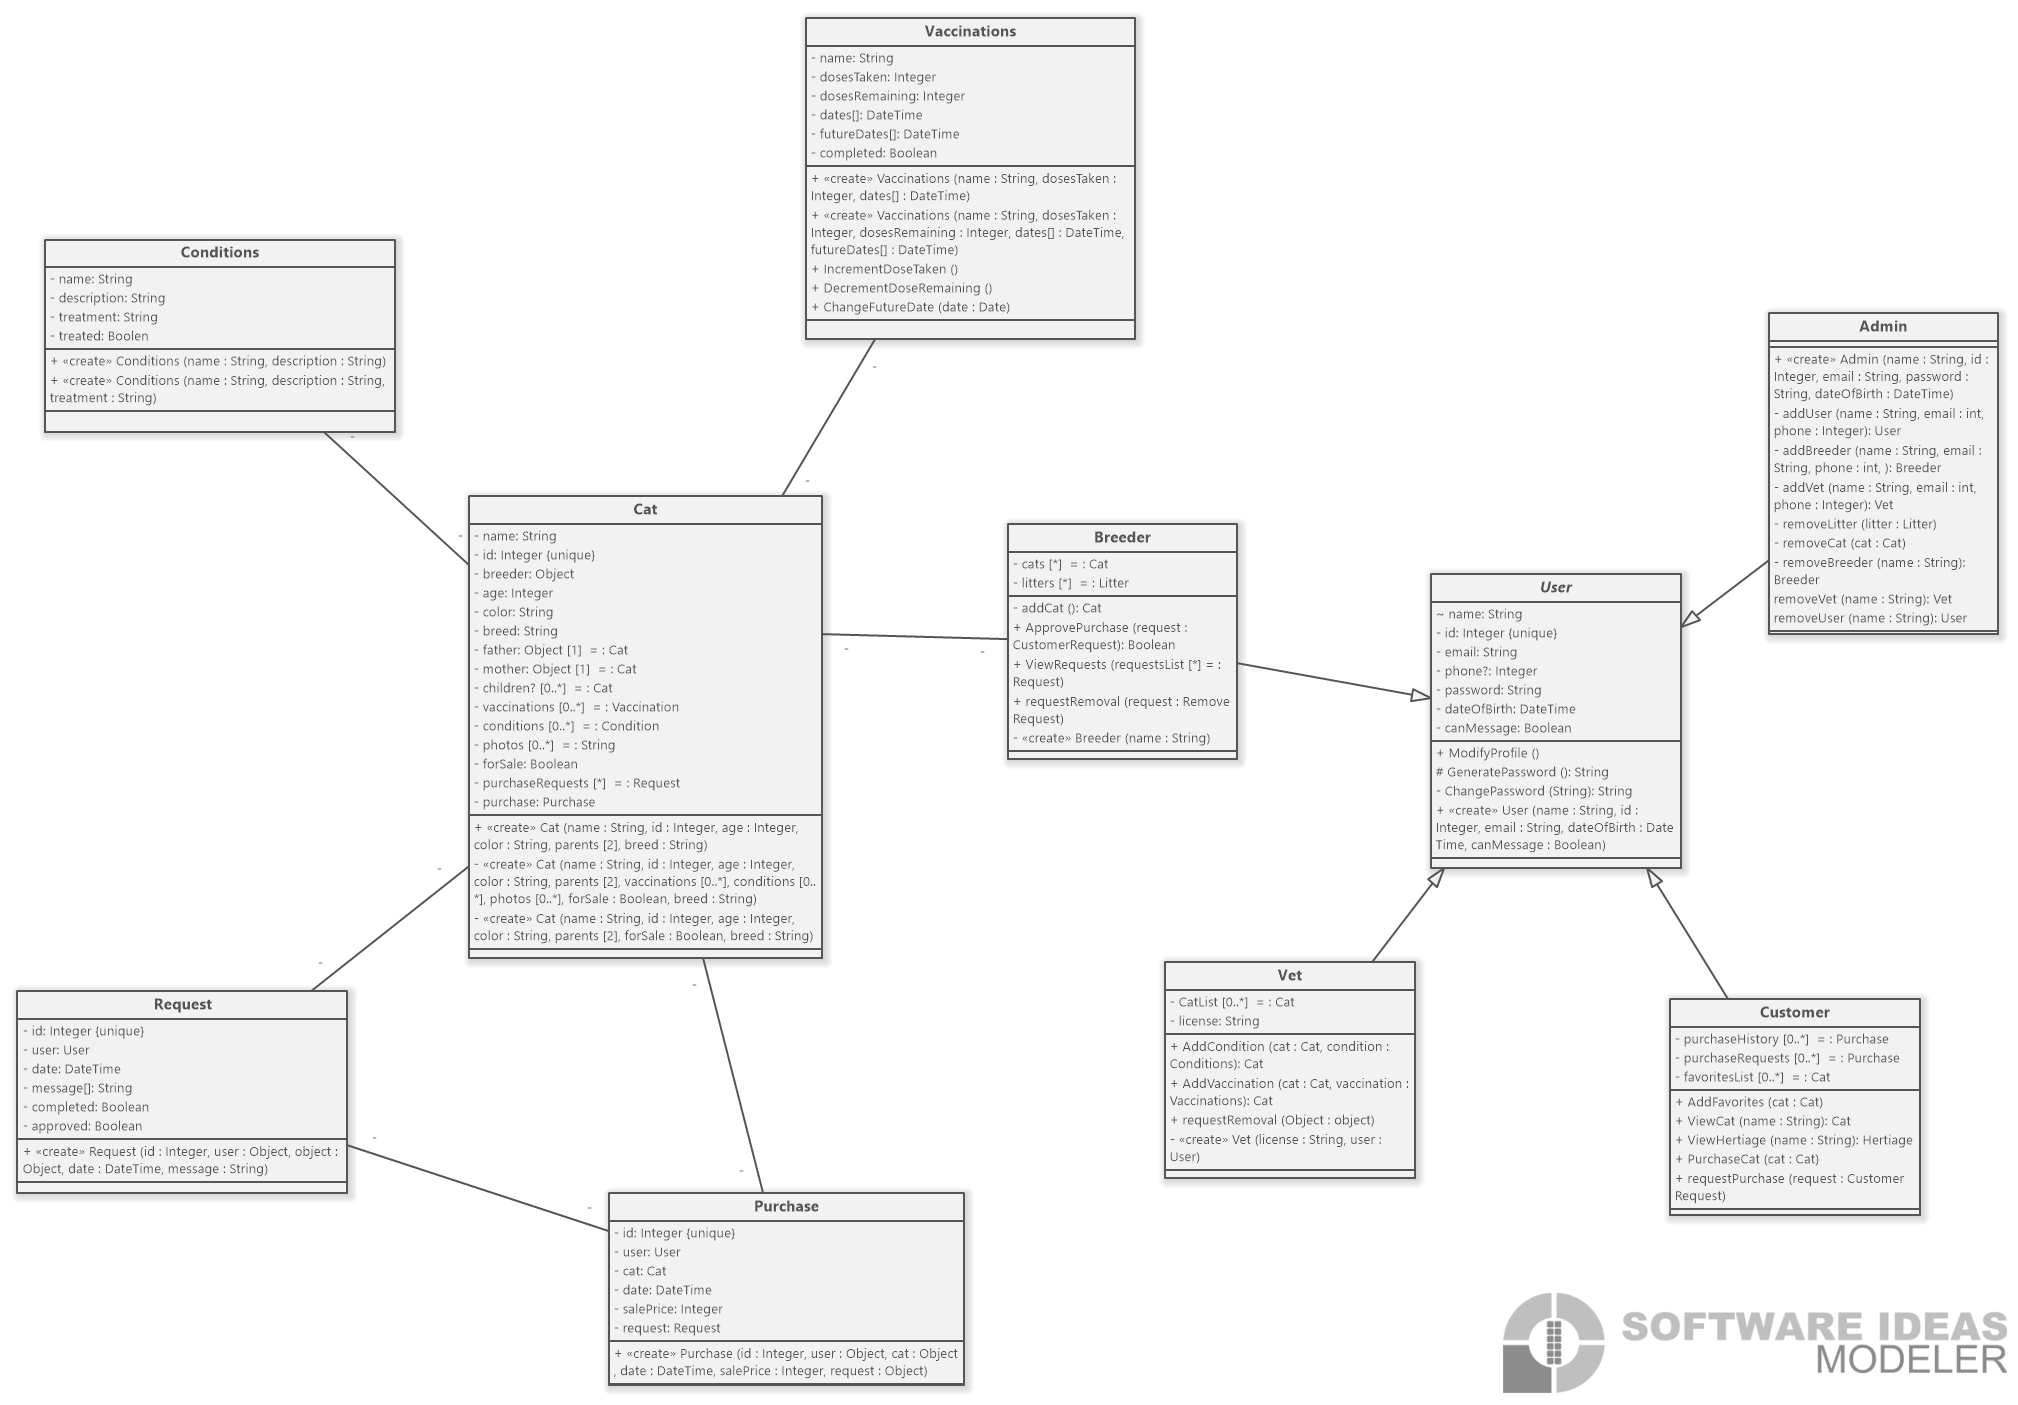 Vaccinations
- name: String
- dosesTaken: Integer
- dosesRemaining: Integer
- dates[]: DateTime
- futureDates[]: DateTime
- completed: Boolean
+ «create» Vaccinations (name : String, dosesTaken :
Integer, dates[] : DateTime)
+ «create» Vaccinations (name : String, dosesTaken :
Integer, dosesRemaining : Integer, dates[] : DateTime,
futureDates[] : DateTime)
+ IncrementDoseTaken ()
+ DecrementDoseRemaining ()
+ ChangeFutureDate (date : Date)
Conditions
- name: String
- description: String
- treatment: String
- treated: Boolen
+ «create» Conditions (name : String, description : String)
+ «create» Conditions (name : String, description : String,
treatment : String)
Admin
+ «create» Admin (name : String, id :
Integer, email : String, password :
String, dateOfBirth : DateTime)
- addUser (name : String, email : int,
phone : Integer): User
- addBreeder (name : String, email :
String, phone : int, ): Breeder
- addVet (name : String, email : int,
phone : Integer): Vet
- removeLitter (litter : Litter)
- removeCat (cat : Cat)
- removeBreeder (name : String):
Breeder
removeVet (name : String): Vet
removeUser (name : String): User
Cat
- name: String
- id: Integer {unique}
- breeder: Object
- age: Integer
- color: String
- breed: String
- father: Object [1]  = : Cat
- mother: Object [1]  = : Cat
- children? [0..*]  = : Cat
- vaccinations [0..*]  = : Vaccination
- conditions [0..*]  = : Condition
- photos [0..*]  = : String
- forSale: Boolean
- purchaseRequests [*]  = : Request
- purchase: Purchase
+ «create» Cat (name : String, id : Integer, age : Integer,
color : String, parents [2], breed : String)
- «create» Cat (name : String, id : Integer, age : Integer,
color : String, parents [2], vaccinations [0..*], conditions [0..
*], photos [0..*], forSale : Boolean, breed : String)
- «create» Cat (name : String, id : Integer, age : Integer,
color : String, parents [2], forSale : Boolean, breed : String)
Breeder
- cats [*]  = : Cat
- litters [*]  = : Litter
- addCat (): Cat
+ ApprovePurchase (request :
CustomerRequest): Boolean
+ ViewRequests (requestsList [*] = :
Request)
+ requestRemoval (request : Remove
Request)
- «create» Breeder (name : String)
User
~ name: String
- id: Integer {unique}
- email: String
- phone?: Integer
- password: String
- dateOfBirth: DateTime
- canMessage: Boolean
+ ModifyProfile ()
# GeneratePassword (): String
- ChangePassword (String): String
+ «create» User (name : String, id :
Integer, email : String, dateOfBirth : Date
Time, canMessage : Boolean)
Request
- id: Integer {unique}
- user: User
- date: DateTime
- message[]: String
- completed: Boolean
- approved: Boolean
+ «create» Request (id : Integer, user : Object, object :
Object, date : DateTime, message : String)
Purchase
- id: Integer {unique}
- user: User
- cat: Cat
- date: DateTime
- salePrice: Integer
- request: Request
+ «create» Purchase (id : Integer, user : Object, cat : Object
, date : DateTime, salePrice : Integer, request : Object)
Vet
- CatList [0..*]  = : Cat
- license: String
+ AddCondition (cat : Cat, condition :
Conditions): Cat
+ AddVaccination (cat : Cat, vaccination :
Vaccinations): Cat
+ requestRemoval (Object : object)
- «create» Vet (license : String, user :
User)
Customer
- purchaseHistory [0..*]  = : Purchase
- purchaseRequests [0..*]  = : Purchase
- favoritesList [0..*]  = : Cat
+ AddFavorites (cat : Cat)
+ ViewCat (name : String): Cat
+ ViewHertiage (name : String): Hertiage
+ PurchaseCat (cat : Cat)
+ requestPurchase (request : Customer
Request)
SOFTWARE IDEAS
MODELER